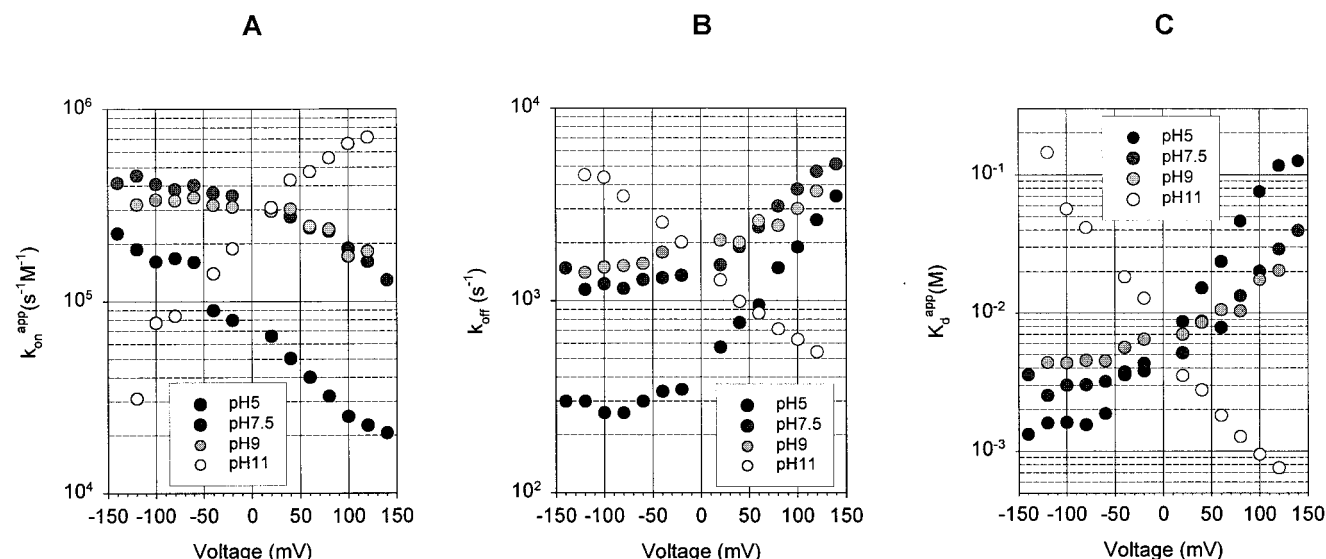 A
B
C
k_on^app(s^-1M^-1)
10^6
10^5
10^4
pH5
pH7.5
pH9
pH11
-150 -100 -50 0 50 100 150
Voltage (mV)
k_off (s^-1)
10^4
10^3
10^2
pH5
pH7.5
pH9
pH11
-150 -100 -50 0 50 100 150
Voltage (mV)
K_d^app(M)
10^-1
10^-2
10^-3
pH5
pH7.5
pH9
pH11
-150 -100 -50 0 50 100 150
Voltage (mV)